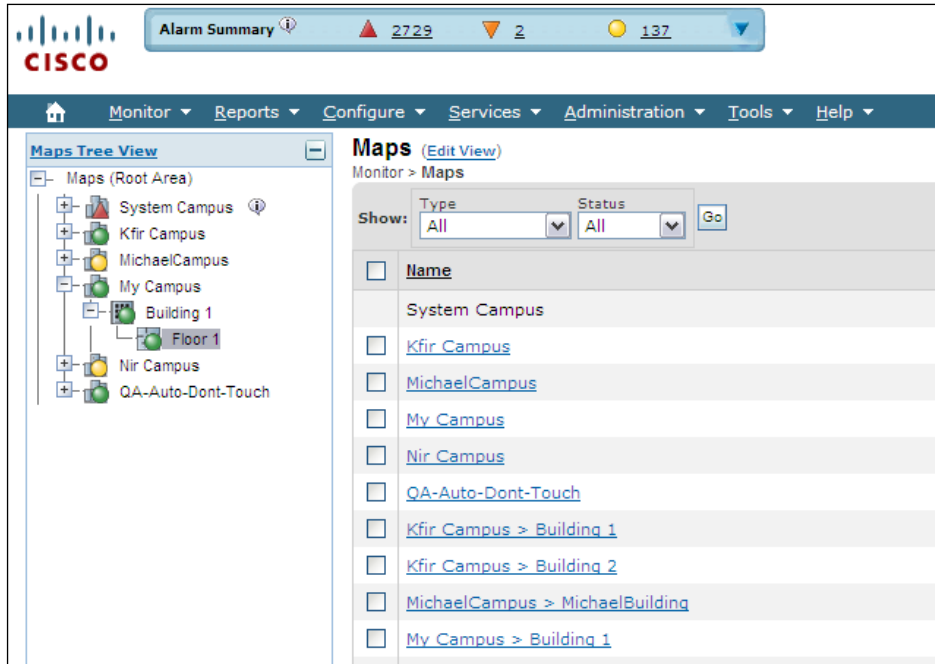 Alarm Summary 2729 2 137
CISCO
Monitor Reports Configure Services Administration Tools Help
Maps Tree View
Maps (Root Area)
System Campus
Kfir Campus
MichaelCampus
My Campus
Building 1
Floor 1
Nir Campus
QA-Auto-Dont-Touch
Maps (Edit View)
Monitor > Maps
Show: Type All Status All Go
Name
System Campus
Kfir Campus
MichaelCampus
My Campus
Nir Campus
QA-Auto-Dont-Touch
Kfir Campus > Building 1
Kfir Campus > Building 2
MichaelCampus > MichaelBuilding
My Campus > Building 1